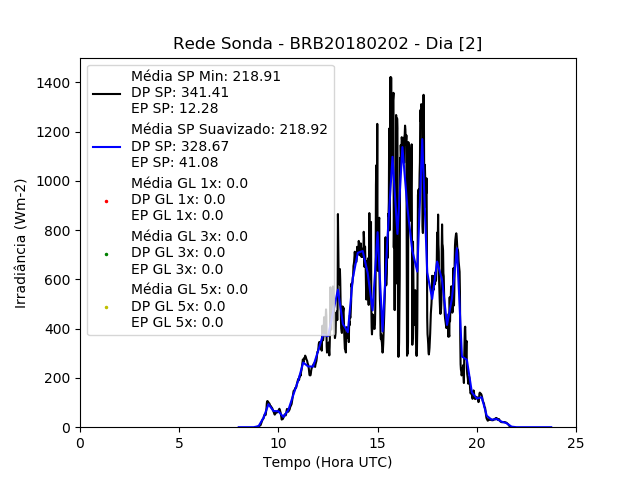 Rede Sonda - BRB20180202 - Dia [2]
Média SP Min: 218.91
DP SP: 341.41
EP SP: 12.28
Média SP Suavizado: 218.92
DP SP: 328.67
EP SP: 41.08
Média GL 1x: 0.0
DP GL 1x: 0.0
EP GL 1x: 0.0
Média GL 3x: 0.0
DP GL 3x: 0.0
EP GL 3x: 0.0
Média GL 5x: 0.0
DP GL 5x: 0.0
EP GL 5x: 0.0
Irradiância (Wm-2)
1400
1200
1000
800
600
400
200
0
0 5 10 15 20 25
Tempo (Hora UTC)